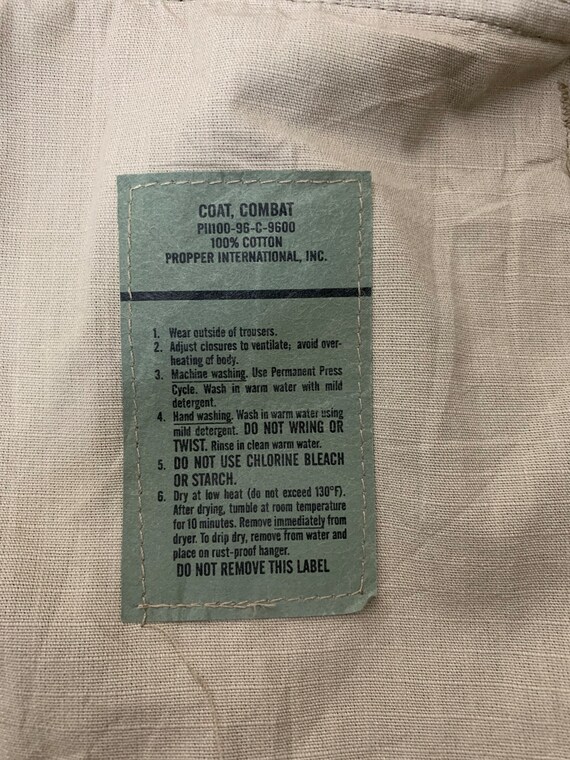 COAT, COMBAT
PIII00-96-C-9600
100% COTTON
PROPPER INTERNATIONAL, INC.
1. Wear outside of trousers.
2. Adjust closures to ventilate; avoid over-
heating of body.
3. Machine washing. Use Permanent Press
Cycle. Wash in warm water with mild
detergent.
4. Hand washing. Wash in warm water using
mild detergent. DO NOT WRING OR
TWIST. Rinse in clean warm water.
5. DO NOT USE CHLORINE BLEACH
OR STARCH.
6. Dry at low heat (do not exceed 130°F).
After drying, tumble at room temperature
for 10 minutes. Remove immediately from
dryer. To drip dry, remove from water and
place on rust-proof hanger.
DO NOT REMOVE THIS LABEL